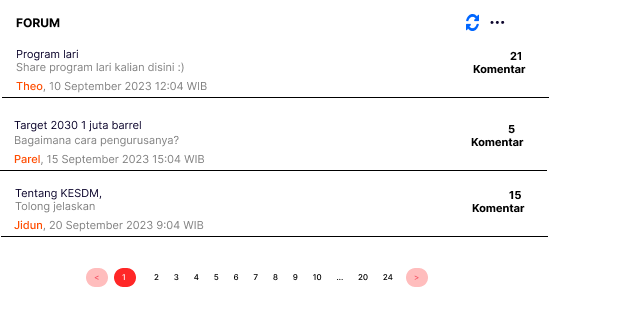 FORUM
Program lari
Share program lari kalian disini :)
Theo, 10 September 2023 12:04 WIB
21
Komentar
Target 2030 1 juta barrel
Bagaimana cara pengurusanya?
Parel, 15 September 2023 15:04 WIB
5
Komentar
Tentang KESDM,
Tolong jelaskan
Jidun, 20 September 2023 9:04 WIB
15
Komentar
< 1 2 3 4 5 6 7 8 9 10 ... 20 24 >